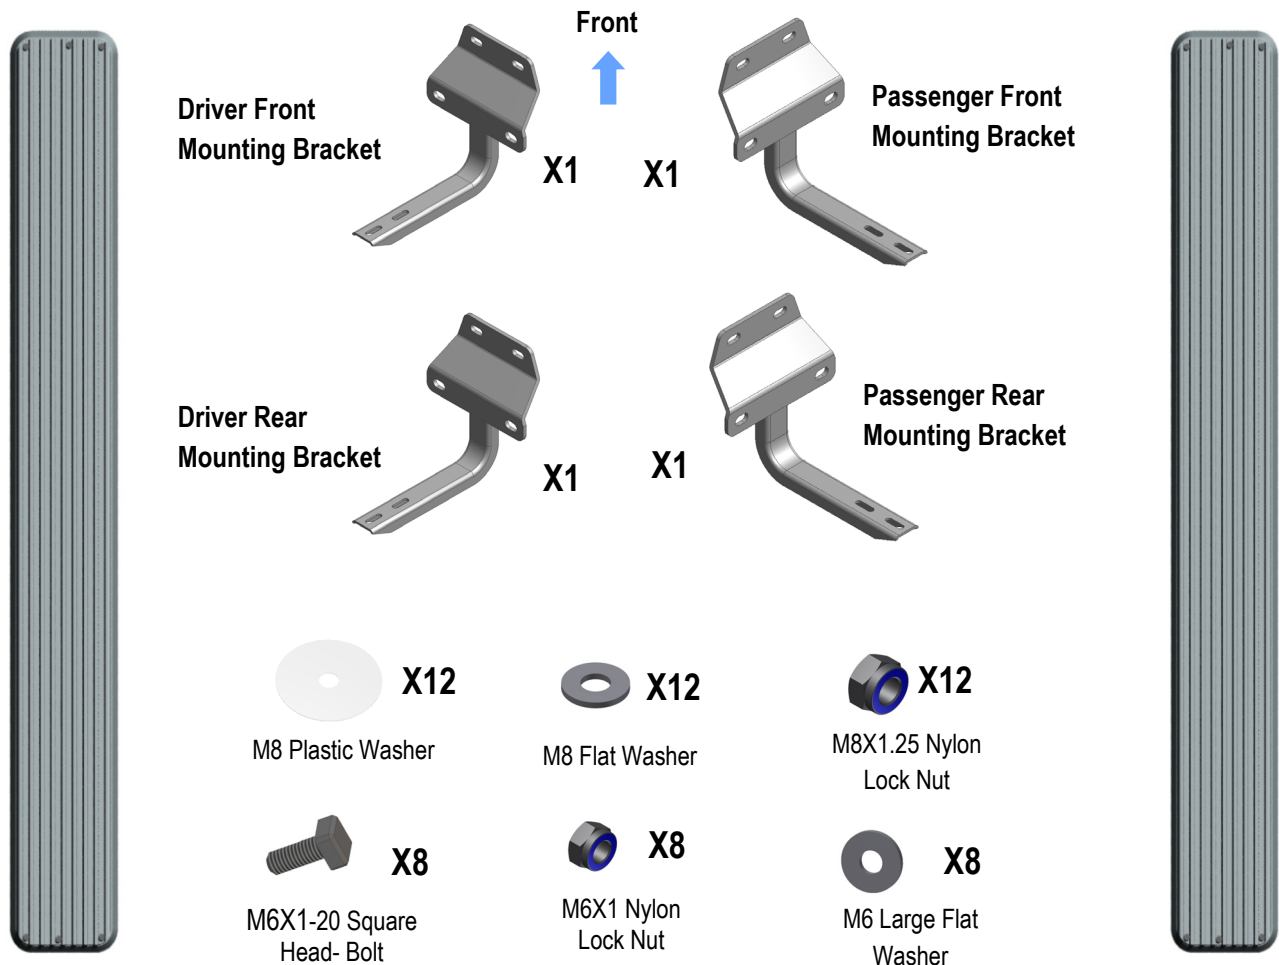 Front
Driver Front
Mounting Bracket
X1
X1
Passenger Front
Mounting Bracket
Driver Rear
Mounting Bracket
X1
X1
Passenger Rear
Mounting Bracket
X12
M8 Plastic Washer
X12
M8 Flat Washer
X12
M8X1.25 Nylon
Lock Nut
X8
M6X1-20 Square
Head- Bolt
X8
M6X1 Nylon
Lock Nut
X8
M6 Large Flat
Washer